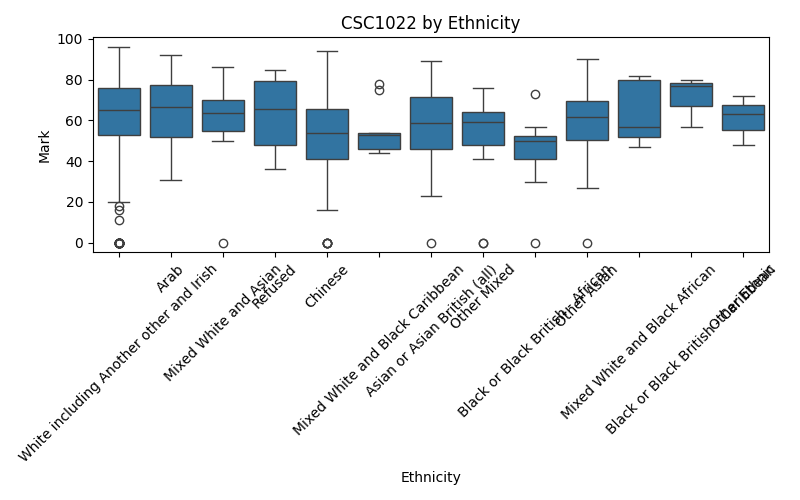 CSC1022 by Ethnicity
100
80
60
40
20
0
Mark
White including Another other and Irish
Arab
Mixed White and Asian
Refused
Chinese
Mixed White and Black Caribbean
Asian or Asian British (all)
Other Mixed
Black or Black British - African
Other Asian
Mixed White and Black African
Black or Black British - Caribbean
Other Ethnic
Ethnicity